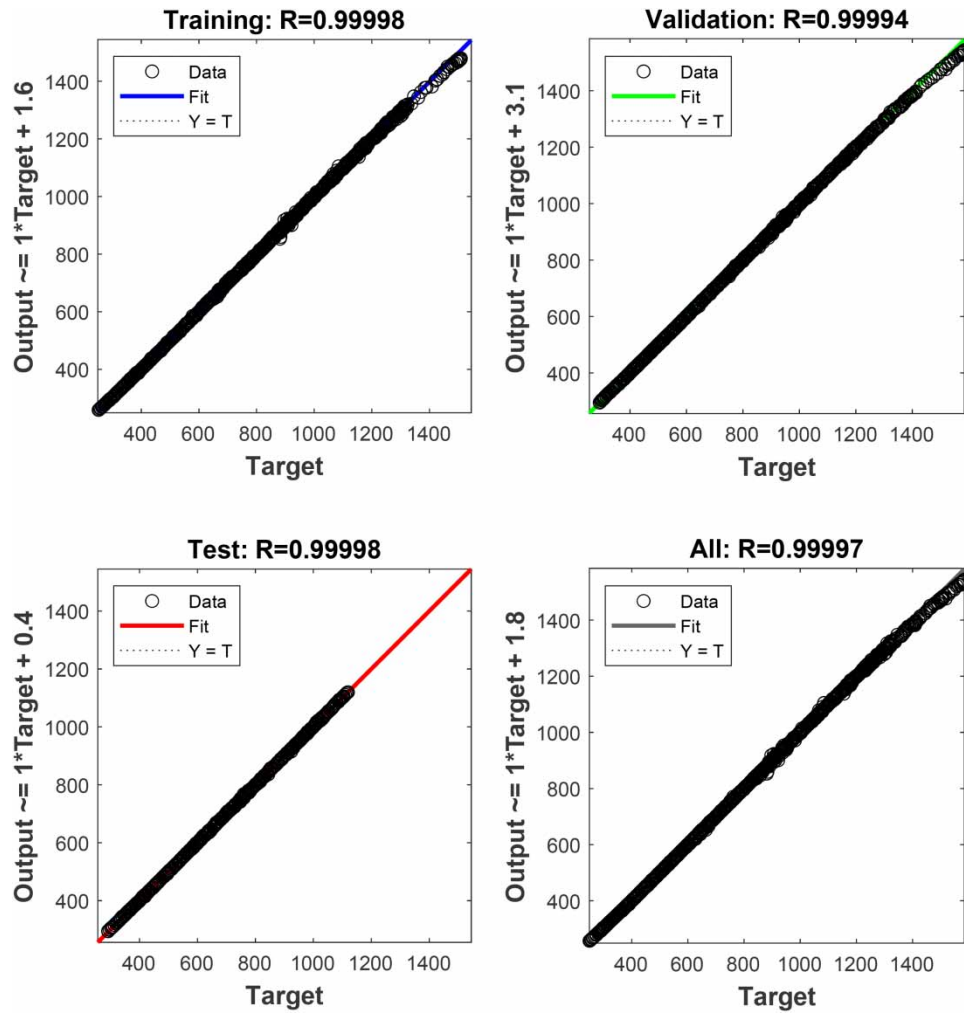 Training: R=0.99998
Output ~= 1*Target + 1.6
Data
Fit
Y = T
1400
1200
1000
800
600
400
400 600 800 1000 1200 1400
Target
Validation: R=0.99994
Output ~= 1*Target + 3.1
Data
Fit
Y = T
1400
1200
1000
800
600
400
400 600 800 1000 1200 1400
Target
Test: R=0.99998
Output ~= 1*Target + 0.4
Data
Fit
Y = T
1400
1200
1000
800
600
400
400 600 800 1000 1200 1400
Target
All: R=0.99997
Output ~= 1*Target + 1.8
Data
Fit
Y = T
1400
1200
1000
800
600
400
400 600 800 1000 1200 1400
Target